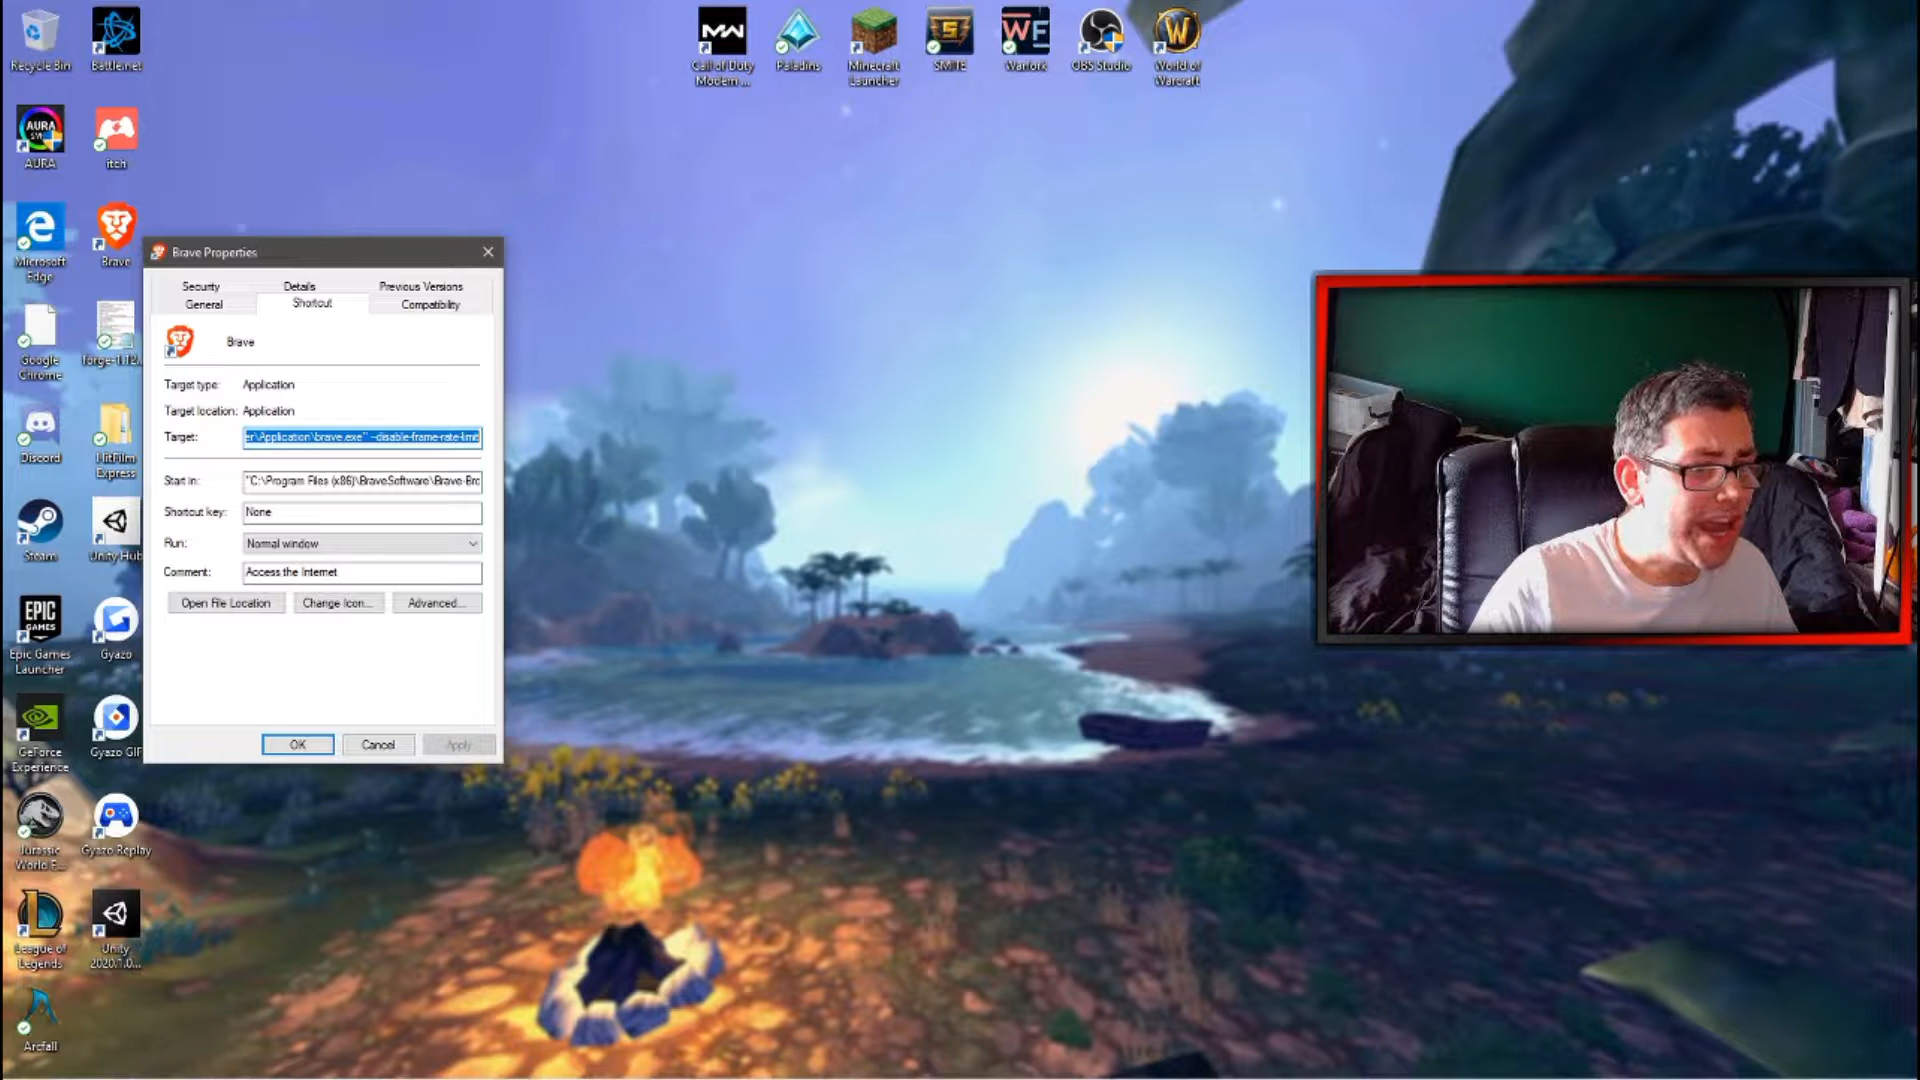 Recycle Bin
Battle.net
Call of Duty
Modern ...
Paladins
Minecraft
Launcher
SMITE
Warfork
OBS Studio
World of
Warcraft
AURA
AURA
itch
Microsoft
Edge
Brave
Google
Chrome
forge-1.12...
Discord
HitFilm
Express
Steam
Unity Hub
EPIC
GAMES
Epic Games
Launcher
Gyazo
GeForce
Experience
Gyazo GIF
Jurassic
World E...
Gyazo Replay
League of
Legends
Unity
2020.1.0...
Arcfall
Brave Properties
Security
Details
Previous Versions
General
Shortcut
Compatibility
Brave
Target type: Application
Target location: Application
Target: er\Application\brave.exe" --disable-frame-rate-limit
Start in: "C:\Program Files (x86)\BraveSoftware\Brave-Bro
Shortcut key: None
Run: Normal window
Comment: Access the Internet
Open File Location
Change Icon...
Advanced...
OK
Cancel
Apply